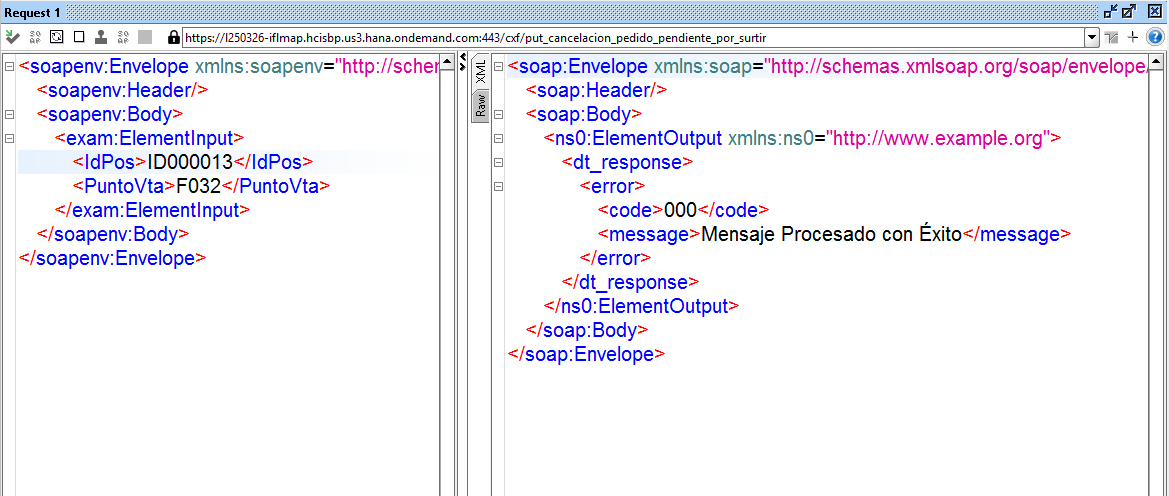 Request 1
https://l250326-iflmap.hcisbp.us3.hana.ondemand.com:443/cxf/put_cancelacion_pedido_pendiente_por_surtir
<soapenv:Envelope xmlns:soapenv="http://scher
<soapenv:Header/>
<soapenv:Body>
<exam:ElementInput>
<IdPos>ID000013</IdPos>
<PuntoVta>F032</PuntoVta>
</exam:ElementInput>
</soapenv:Body>
</soapenv:Envelope>
XML
Raw
<soap:Envelope xmlns:soap="http://schemas.xmlsoap.org/soap/envelope/
<soap:Header/>
<soap:Body>
<ns0:ElementOutput xmlns:ns0="http://www.example.org">
<dt_response>
<error>
<code>000</code>
<message>Mensaje Procesado con Éxito</message>
</error>
</dt_response>
</ns0:ElementOutput>
</soap:Body>
</soap:Envelope>